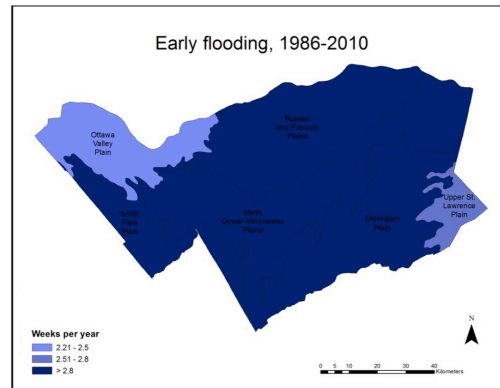 Early flooding, 1986-2010
Ottawa
Valley
Plain
Russell
and Prescott
Plains
Smith
Falls
Plain
North
Gower-Winchester
Plains
Glengarry
Plain
Upper St.
Lawrence
Plain
Weeks per year
2.21 - 2.5
2.51 - 2.8
> 2.8
N
0 5 10 20 30 40
Kilometers